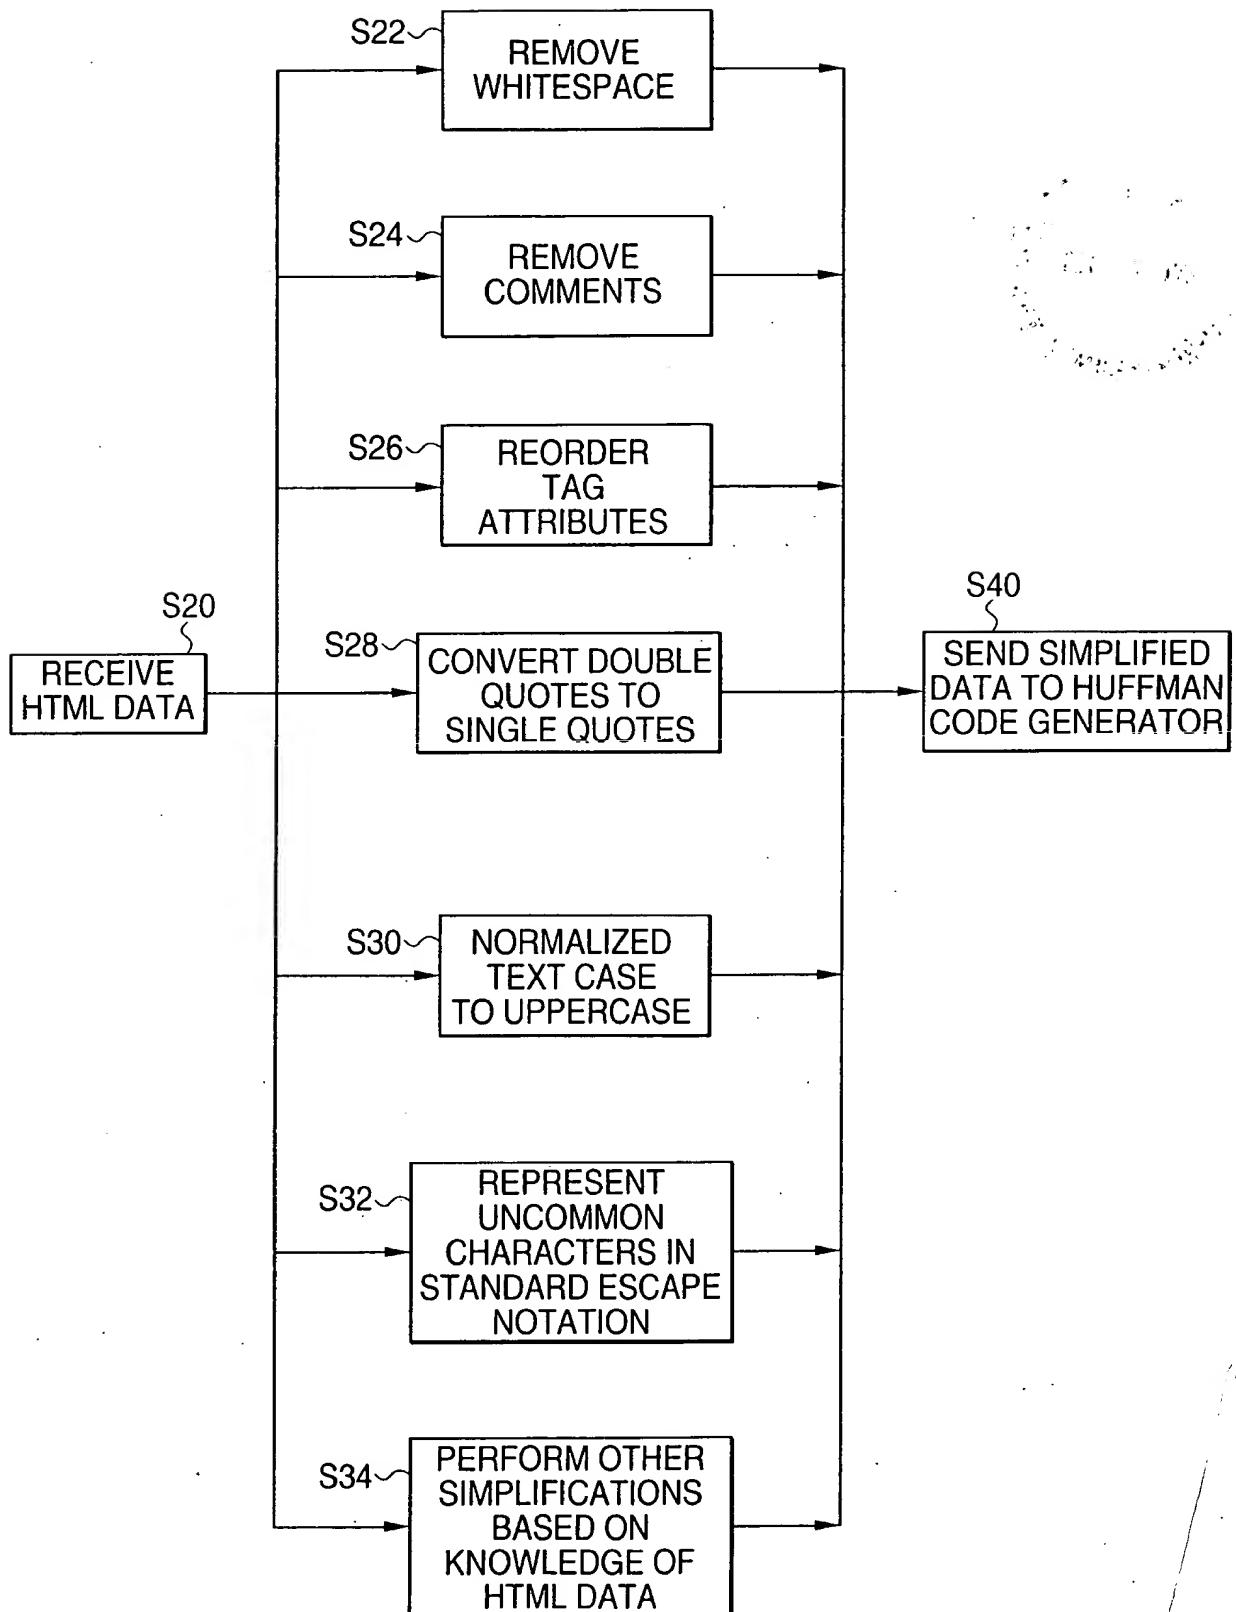 S22
REMOVE
WHITESPACE
S24
REMOVE
COMMENTS
S26
REORDER
TAG
ATTRIBUTES
S20
RECEIVE
HTML DATA
S28
CONVERT DOUBLE
QUOTES TO
SINGLE QUOTES
S40
SEND SIMPLIFIED
DATA TO HUFFMAN
CODE GENERATOR
S30
NORMALIZED
TEXT CASE
TO UPPERCASE
S32
REPRESENT
UNCOMMON
CHARACTERS IN
STANDARD ESCAPE
NOTATION
S34
PERFORM OTHER
SIMPLIFICATIONS
BASED ON
KNOWLEDGE OF
HTML DATA